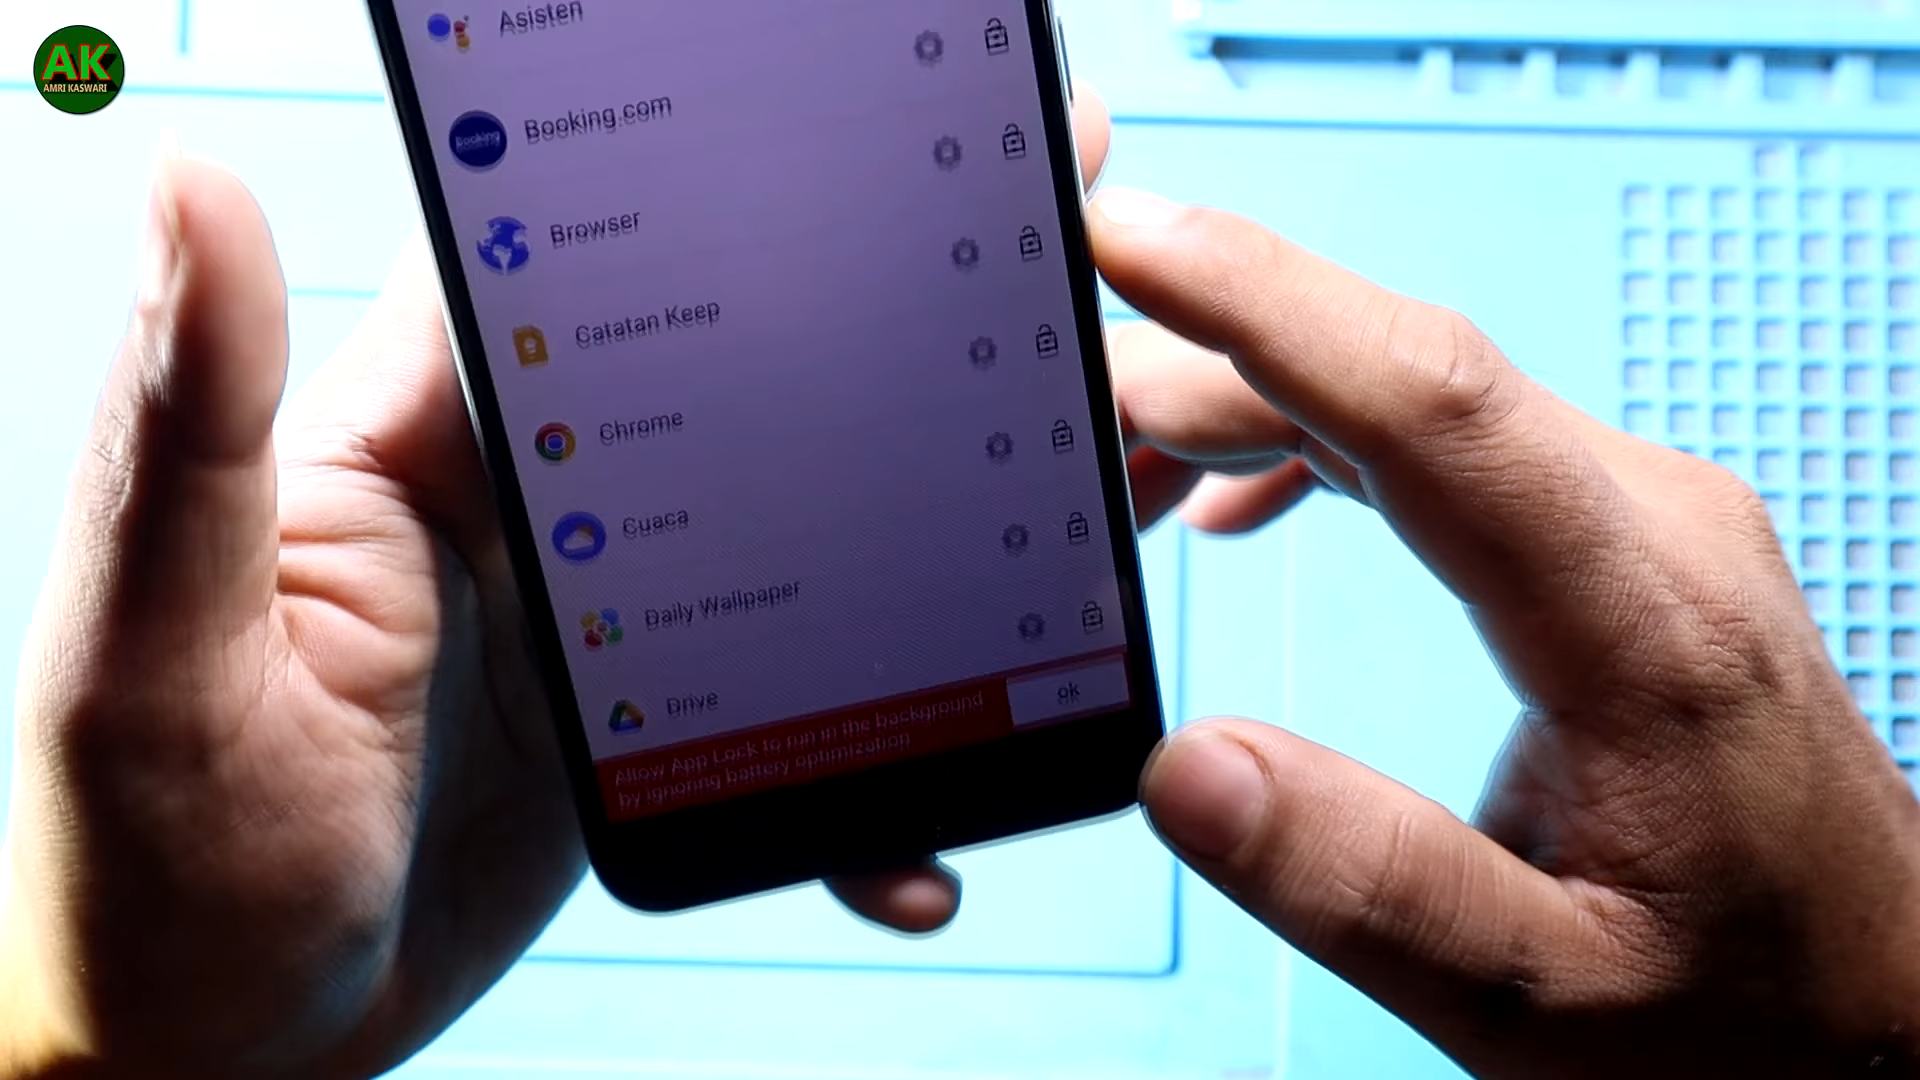 AK
AMRI KASWARI
Asisten
Booking.com
Booking
Browser
Catatan Keep
Chrome
Cuaca
Daily Wallpaper
Drive
Allow App Lock to run in the background
by ignoring battery optimization
ok